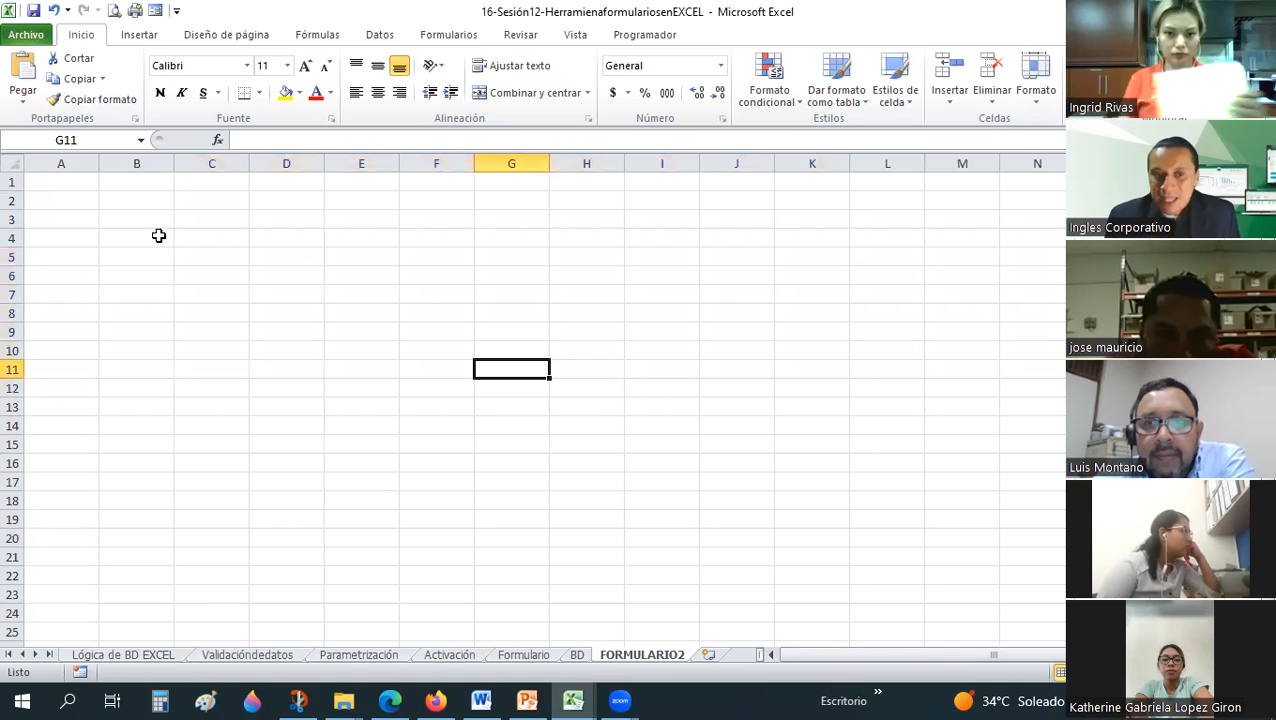 16-Sesión12-HerramienaformulariosenEXCEL - Microsoft Excel
Archivo Inicio Insertar Diseño de página Fórmulas Datos Formularios Revisar Vista Programador
Pegar
Cortar
Copiar
Copiar formato
Portapapeles
Calibri 11
N K S
Fuente
Ajustar texto
Combinar y centrar
Alineación
General
$ % 000
Número
Formato condicional
Dar formato como tabla
Estilos de celda
Estilos
Insertar Eliminar Formato
Celdas
G11 fx
A B C D E F G H I J K L M N
1
2
3
4
5
6
7
8
9
10
11
12
13
14
15
16
17
18
19
20
21
22
23
24
25
Lógica de BD EXCEL Validacióndedatos Parametrización Activación Formulario BD FORMULARIO2
Listo
Escritorio » 34°C Soleado
zoom
Ingrid Rivas
Ingles Corporativo
jose mauricio
Luis Montano
Katherine Gabriela Lopez Giron